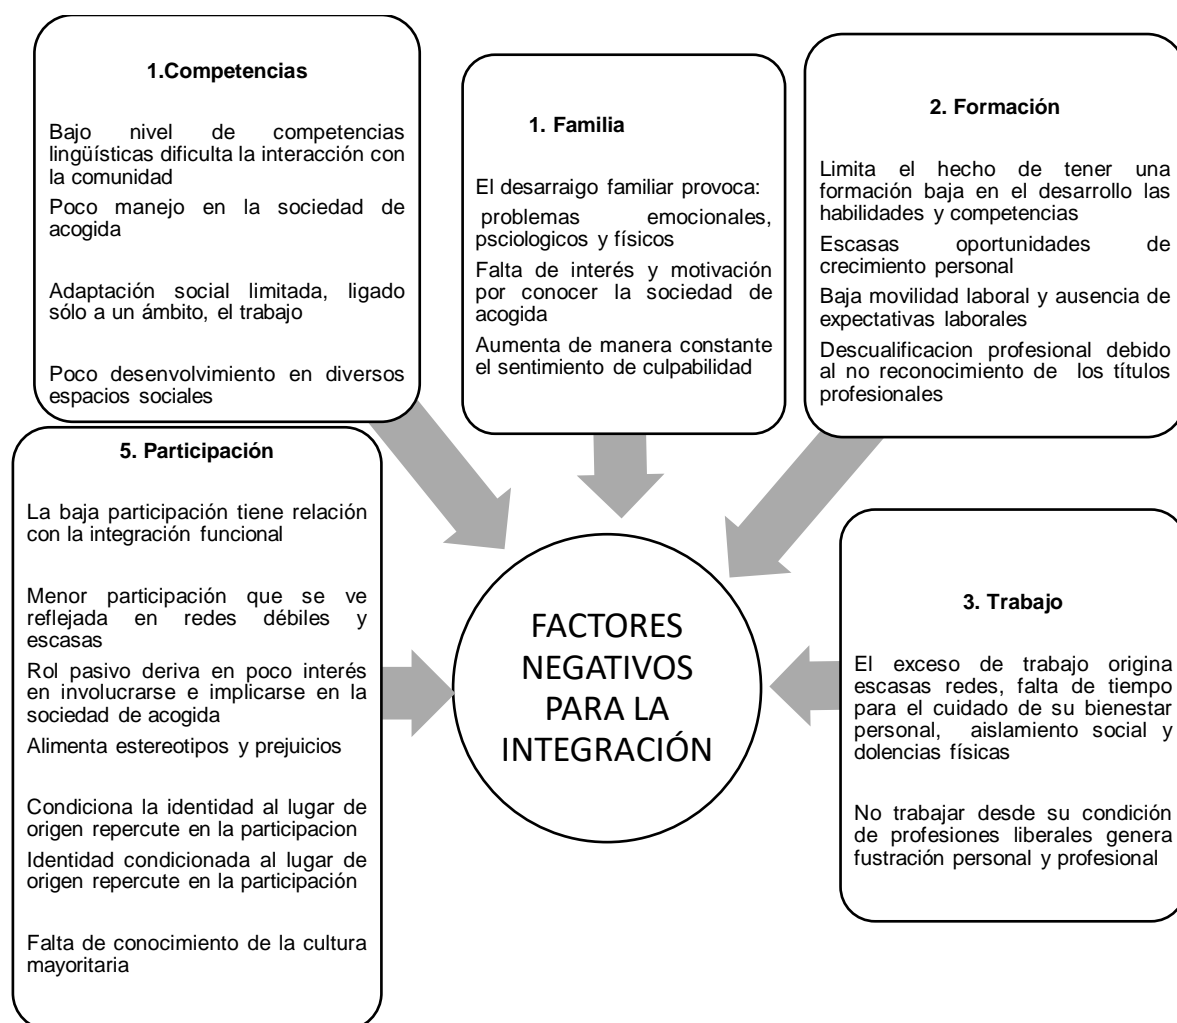 1.Competencias
Bajo nivel de competencias
lingüísticas dificulta la interacción con
la comunidad
Poco manejo en la sociedad de
acogida
Adaptación social limitada, ligado
sólo a un ámbito, el trabajo
Poco desenvolvimiento en diversos
espacios sociales
1. Familia
El desarraigo familiar provoca:
problemas emocionales,
psciologicos y físicos
Falta de interés y motivación
por conocer la sociedad de
acogida
Aumenta de manera constante
el sentimiento de culpabilidad
2. Formación
Limita el hecho de tener una
formación baja en el desarrollo las
habilidades y competencias
Escasas oportunidades de
crecimiento personal
Baja movilidad laboral y ausencia de
expectativas laborales
Descualificacion profesional debido
al no reconocimiento de los títulos
profesionales
5. Participación
La baja participación tiene relación
con la integración funcional
Menor participación que se ve
reflejada en redes débiles y
escasas
Rol pasivo deriva en poco interés
en involucrarse e implicarse en la
sociedad de acogida
Alimenta estereotipos y prejuicios
Condiciona la identidad al lugar de
origen repercute en la participacion
Identidad condicionada al lugar de
origen repercute en la participación
Falta de conocimiento de la cultura
mayoritaria
FACTORES
NEGATIVOS
PARA LA
INTEGRACIÓN
3. Trabajo
El exceso de trabajo origina
escasas redes, falta de tiempo
para el cuidado de su bienestar
personal, aislamiento social y
dolencias físicas
No trabajar desde su condición
de profesiones liberales genera
fustración personal y profesional